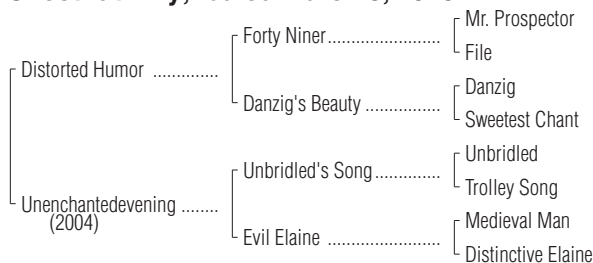 Mr. Prospector
Forty Niner
File
Distorted Humor
Danzig
Danzig's Beauty
Sweetest Chant
Unbridled
Unbridled's Song
Trolley Song
Unenchantedevening
(2004)
Medieval Man
Evil Elaine
Distinctive Elaine